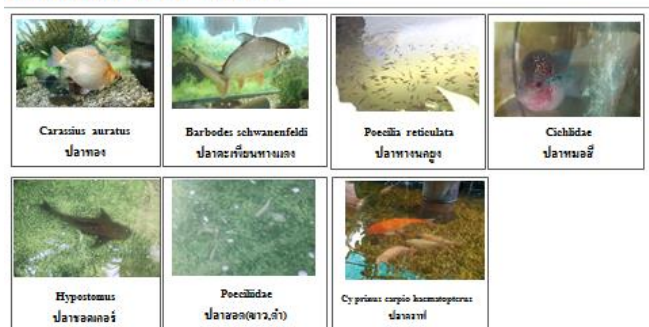 Carassius auratus
ปลาทอง
Barbodes schwanenfeldi
ปลาตะเพียนหางแดง
Poecilia reticulata
ปลาหางนกยูง
Cichlidae
ปลาหมอสี
Hypostomus
ปลาซอคเกอร์
Poeciliidae
ปลาสอด(ขาว,ดำ)
Cyprinus carpio haematopterus
ปลาคราฟ